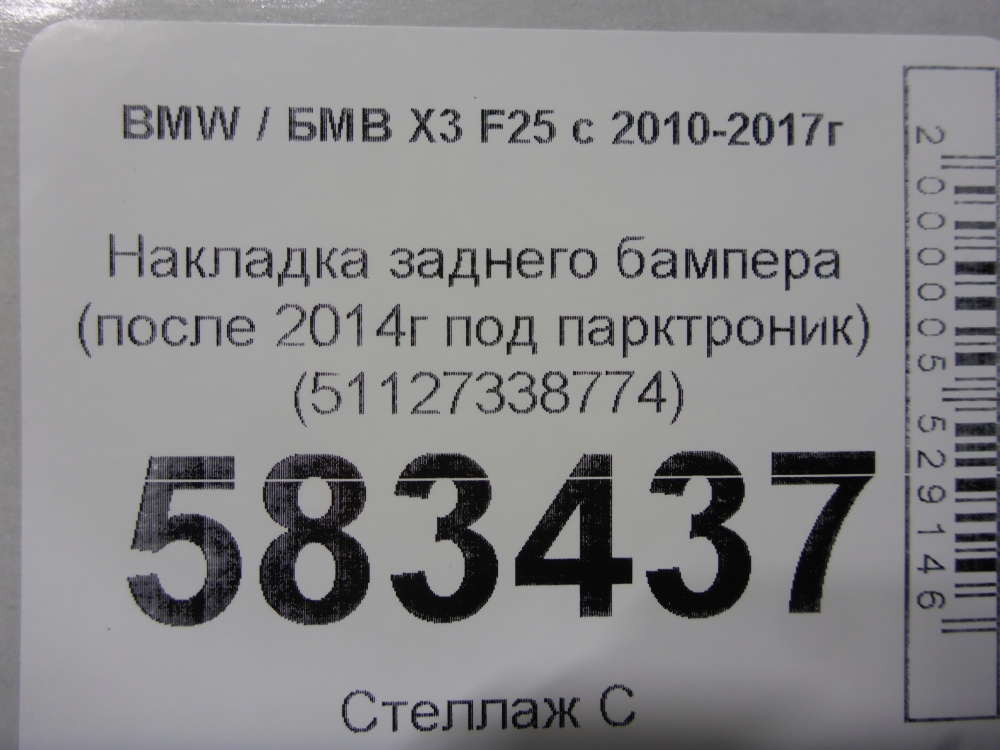 BMW / БМВ X3 F25 с 2010-2017г
Накладка заднего бампера
(после 2014г под парктроник)
(51127338774)
583437
Стеллаж С
2000005529146